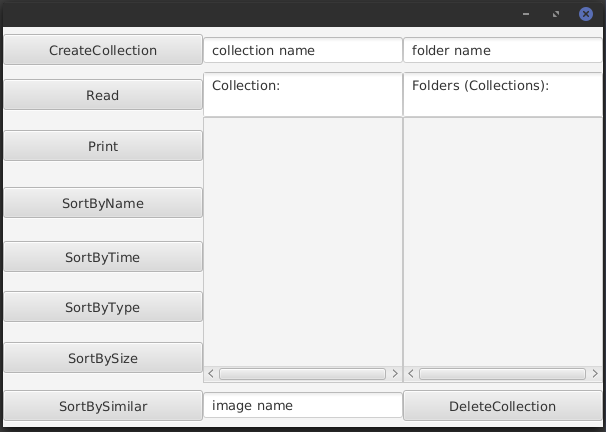 CreateCollection
collection name
folder name
Read
Collection:
Folders (Collections):
Print
SortByName
SortByTime
SortByType
SortBySize
SortBySimilar
image name
DeleteCollection